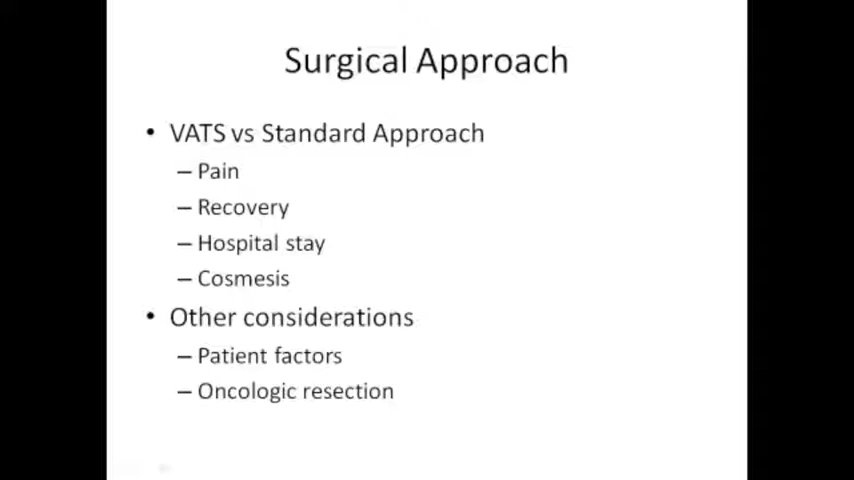 Surgical Approach
• VATS vs Standard Approach
– Pain
– Recovery
– Hospital stay
– Cosmesis
• Other considerations
– Patient factors
– Oncologic resection